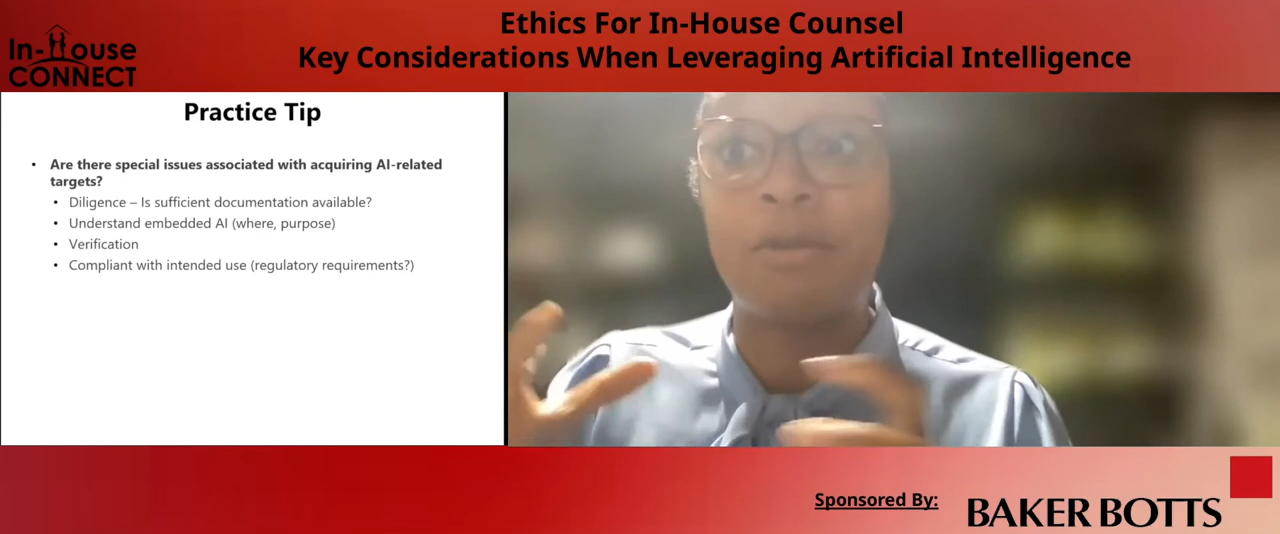 Ethics For In-House Counsel
Key Considerations When Leveraging Artificial Intelligence
In-House
CONNECT
Practice Tip
• Are there special issues associated with acquiring AI-related
targets?
• Diligence – Is sufficient documentation available?
• Understand embedded AI (where, purpose)
• Verification
• Compliant with intended use (regulatory requirements?)
Sponsored By:
BAKER BOTTS